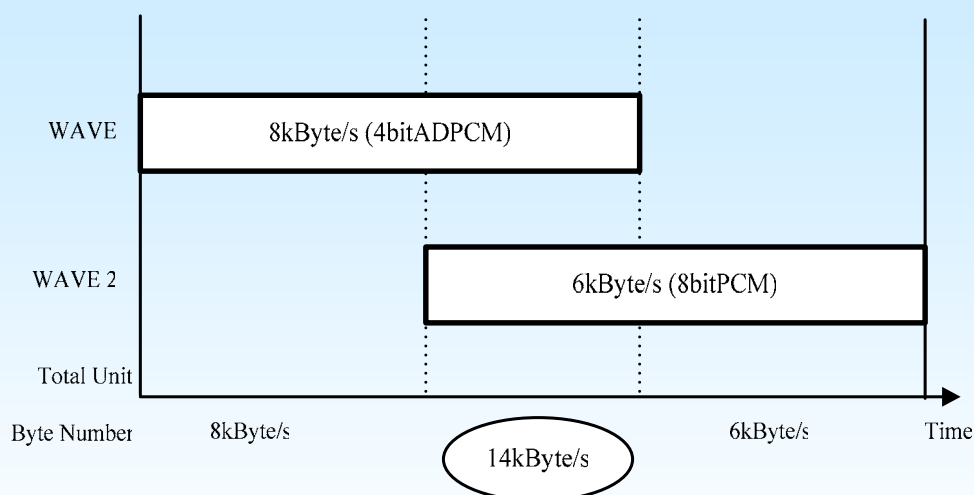 WAVE
8kByte/s (4bitADPCM)
WAVE 2
6kByte/s (8bitPCM)
Total Unit
Byte Number
8kByte/s
14kByte/s
6kByte/s
Time